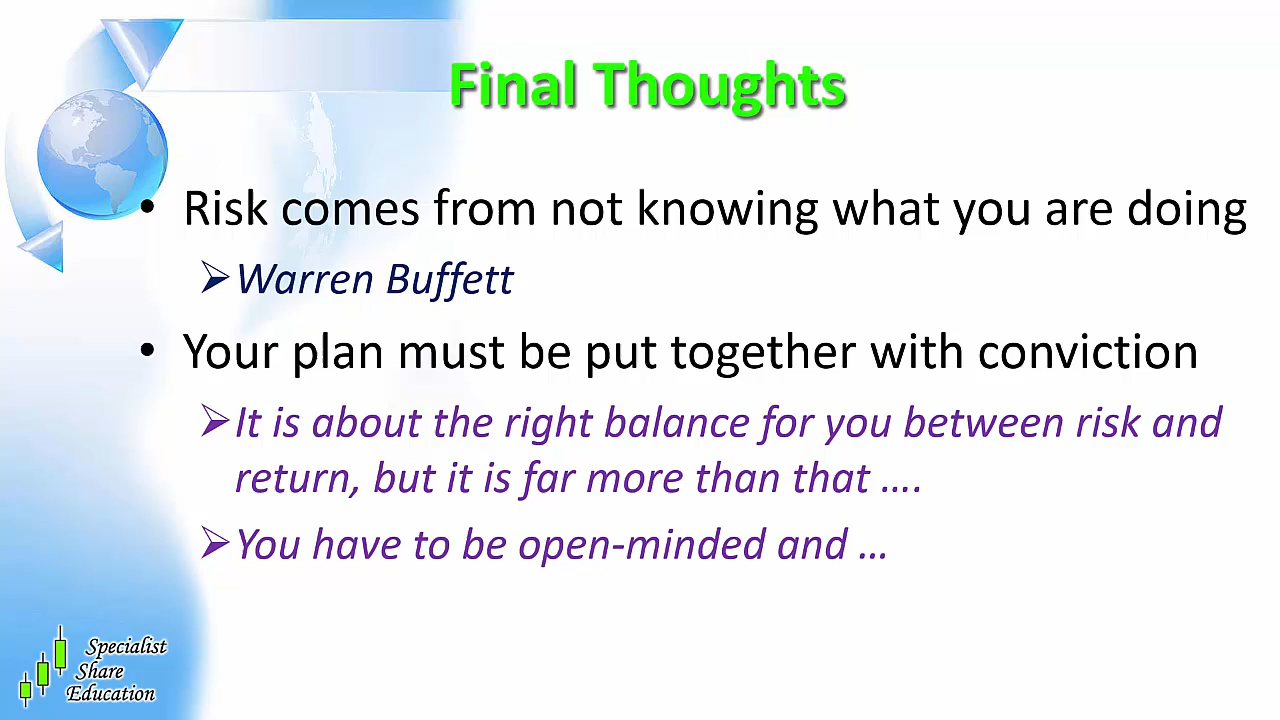 Final Thoughts
• Risk comes from not knowing what you are doing
➢Warren Buffett
• Your plan must be put together with conviction
➢It is about the right balance for you between risk and
return, but it is far more than that ….
➢You have to be open-minded and …
Specialist
Share
Education